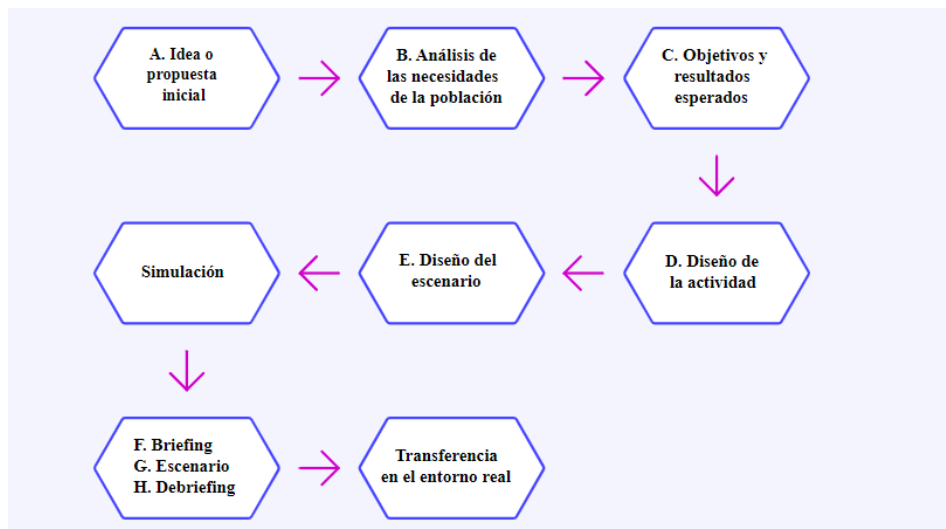 A. Idea o
propuesta
inicial
B. Análisis de
las necesidades
de la población
C. Objetivos y
resultados
esperados
D. Diseño de
la actividad
E. Diseño del
escenario
Simulación
F. Briefing
G. Escenario
H. Debriefing
Transferencia
en el entorno real